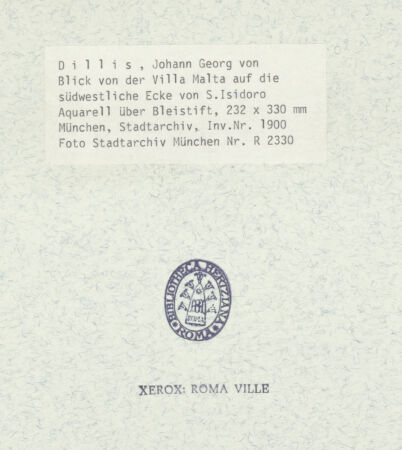 D i l l i s , Johann Georg von
Blick von der Villa Malta auf die
südwestliche Ecke von S.Isidoro
Aquarell über Bleistift, 232 x 330 mm
München, Stadtarchiv, Inv.Nr. 1900
Foto Stadtarchiv München Nr. R 2330
BIBLIOTHECA HERTZIANA
ROMA
XEROX: ROMA VILLE